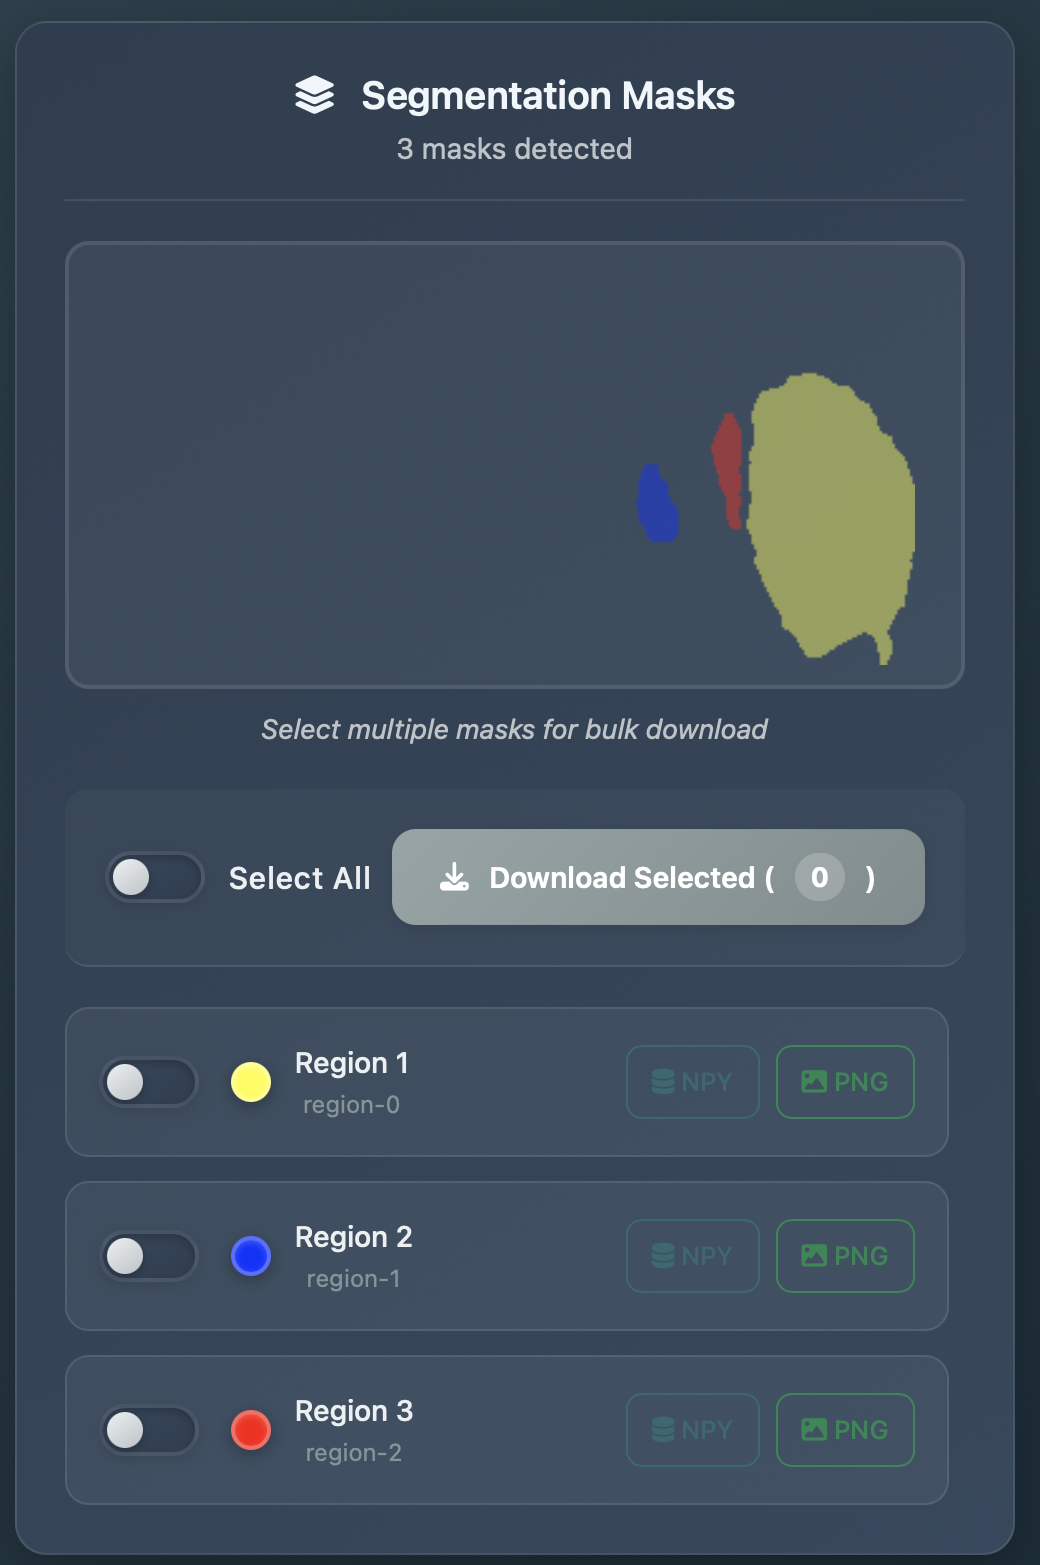 Segmentation Masks
3 masks detected
Select multiple masks for bulk download
Select All
Download Selected ( 0 )
Region 1
region-0
NPY
PNG
Region 2
region-1
NPY
PNG
Region 3
region-2
NPY
PNG